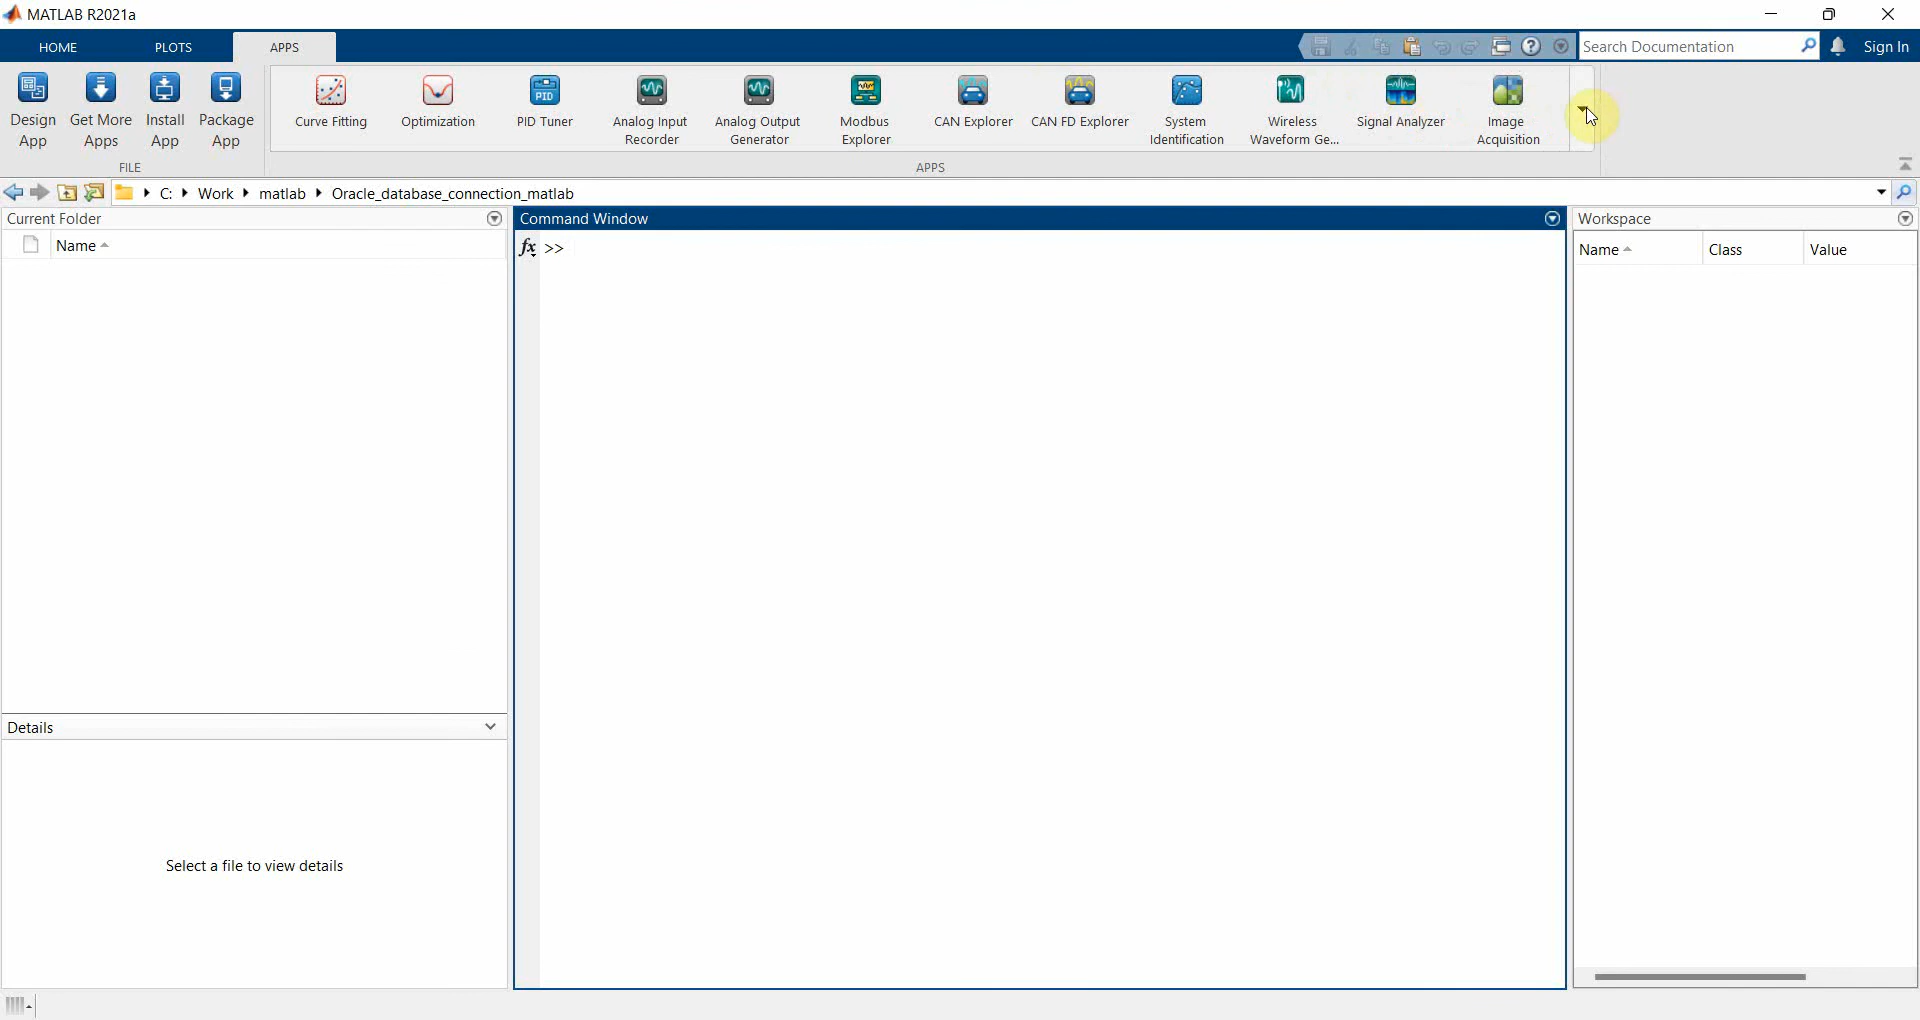 MATLAB R2021a
HOME PLOTS APPS Search Documentation Sign In
Design App
Get More Apps
Install App
Package App
Curve Fitting
Optimization
PID
PID Tuner
Analog Input Recorder
Analog Output Generator
Modbus Explorer
CAN Explorer
CAN FD Explorer
System Identification
Wireless Waveform Ge...
Signal Analyzer
Image Acquisition
FILE APPS
C: Work matlab Oracle_database_connection_matlab
Current Folder
Name
Command Window
fx >>
Workspace
Name Class Value
Details
Select a file to view details